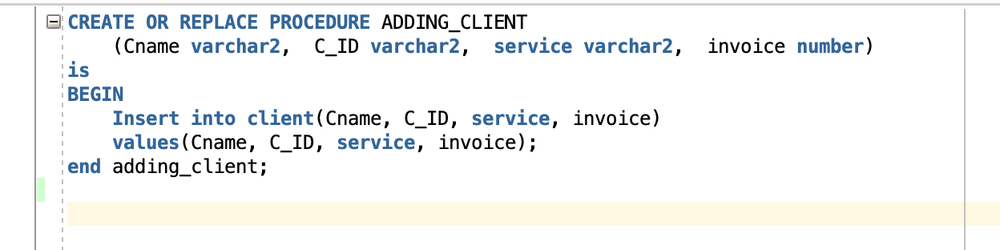 CREATE OR REPLACE PROCEDURE ADDING_CLIENT
(Cname varchar2, C_ID varchar2, service varchar2, invoice number)
is
BEGIN
Insert into client(Cname, C_ID, service, invoice)
values(Cname, C_ID, service, invoice);
end adding_client;